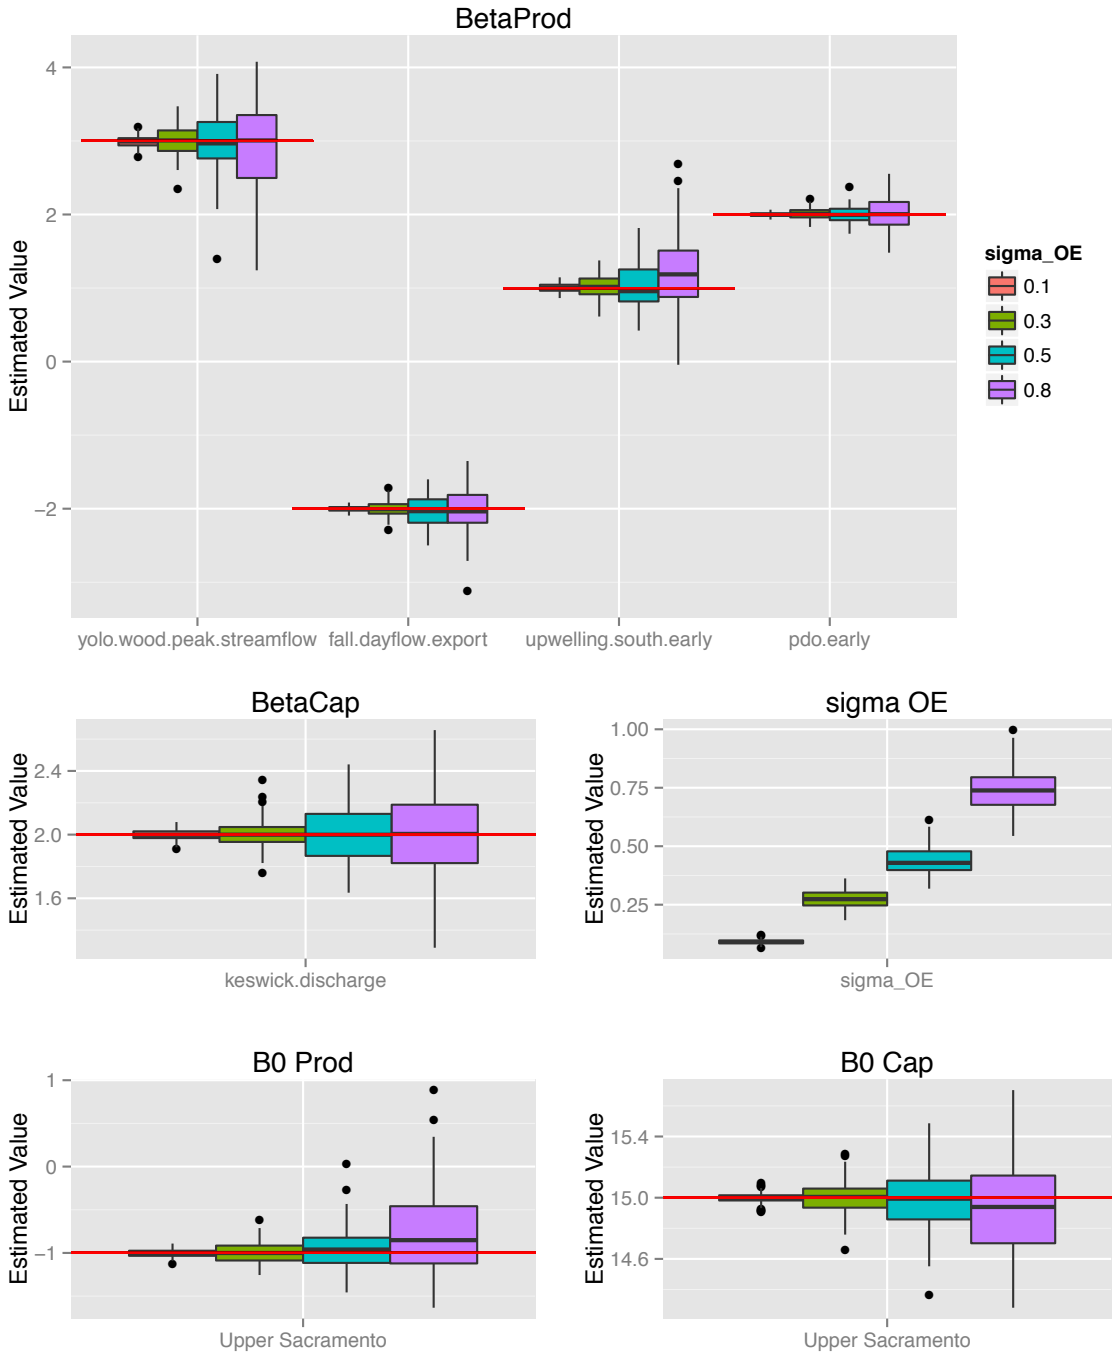 BetaProd
Estimated Value
4
2
0
−2
yolo.wood.peak.streamflow
fall.dayflow.export
upwelling.south.early
pdo.early
sigma_OE
0.1
0.3
0.5
0.8
BetaCap
Estimated Value
2.4
2.0
1.6
keswick.discharge
sigma OE
Estimated Value
1.00
0.75
0.50
0.25
sigma_OE
B0 Prod
Estimated Value
1
0
−1
Upper Sacramento
B0 Cap
Estimated Value
15.4
15.0
14.6
Upper Sacramento